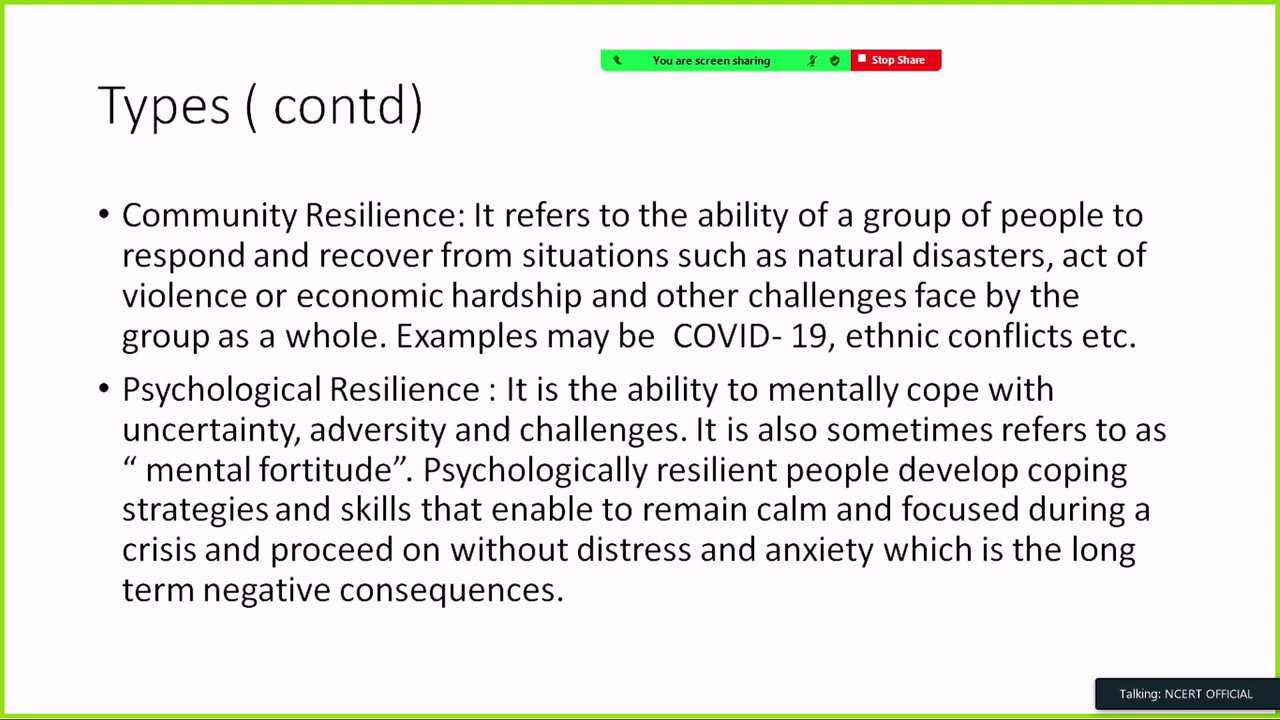 You are screen sharing
Stop Share
Types ( contd)
• Community Resilience: It refers to the ability of a group of people to
respond and recover from situations such as natural disasters, act of
violence or economic hardship and other challenges face by the
group as a whole. Examples may be  COVID- 19, ethnic conflicts etc.
• Psychological Resilience : It is the ability to mentally cope with
uncertainty, adversity and challenges. It is also sometimes refers to as
“ mental fortitude”. Psychologically resilient people develop coping
strategies and skills that enable to remain calm and focused during a
crisis and proceed on without distress and anxiety which is the long
term negative consequences.
Talking: NCERT OFFICIAL